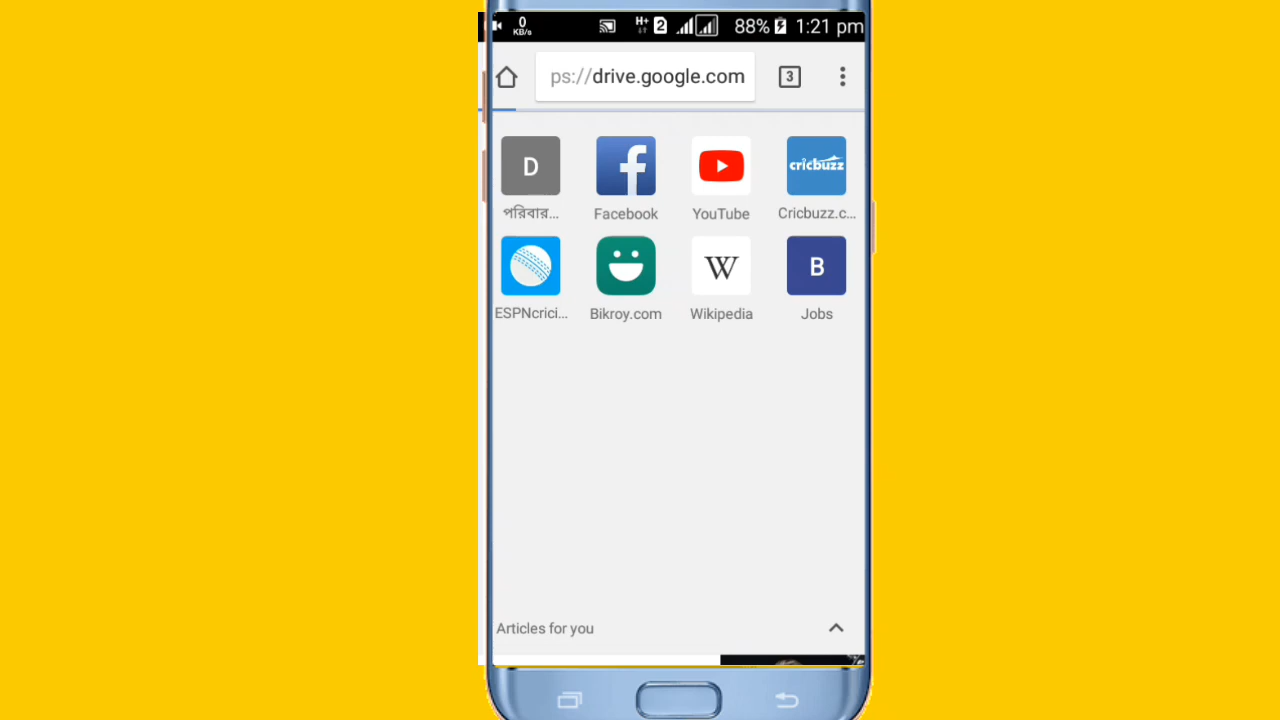 0
KB/s
H+ 2 88% 1:21 pm
ps://drive.google.com 3
D
পরিবার... Facebook YouTube cricbuzz Cricbuzz.c...
W B
ESPNcrici... Bikroy.com Wikipedia Jobs
Articles for you